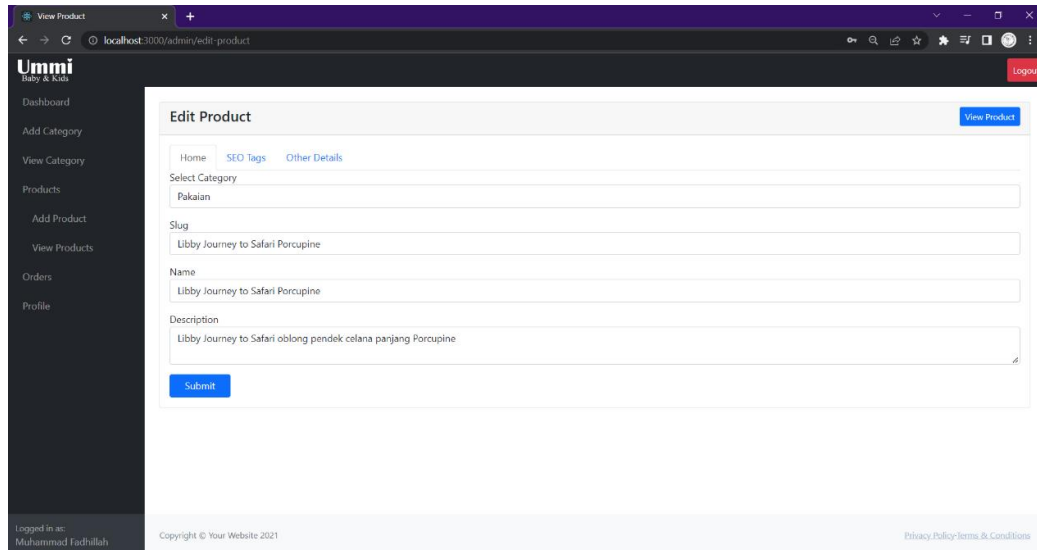 View Product
localhost:3000/admin/edit-product
Ummi
Baby & Kids
Logou
Dashboard
Add Category
View Category
Products
Add Product
View Products
Orders
Profile
Edit Product
View Product
Home SEO Tags Other Details
Select Category
Pakaian
Slug
Libby Journey to Safari Porcupine
Name
Libby Journey to Safari Porcupine
Description
Libby Journey to Safari oblong pendek celana panjang Porcupine
Submit
Logged in as:
Muhammad Fadhillah
Copyright © Your Website 2021
Privacy Policy·Terms & Conditions